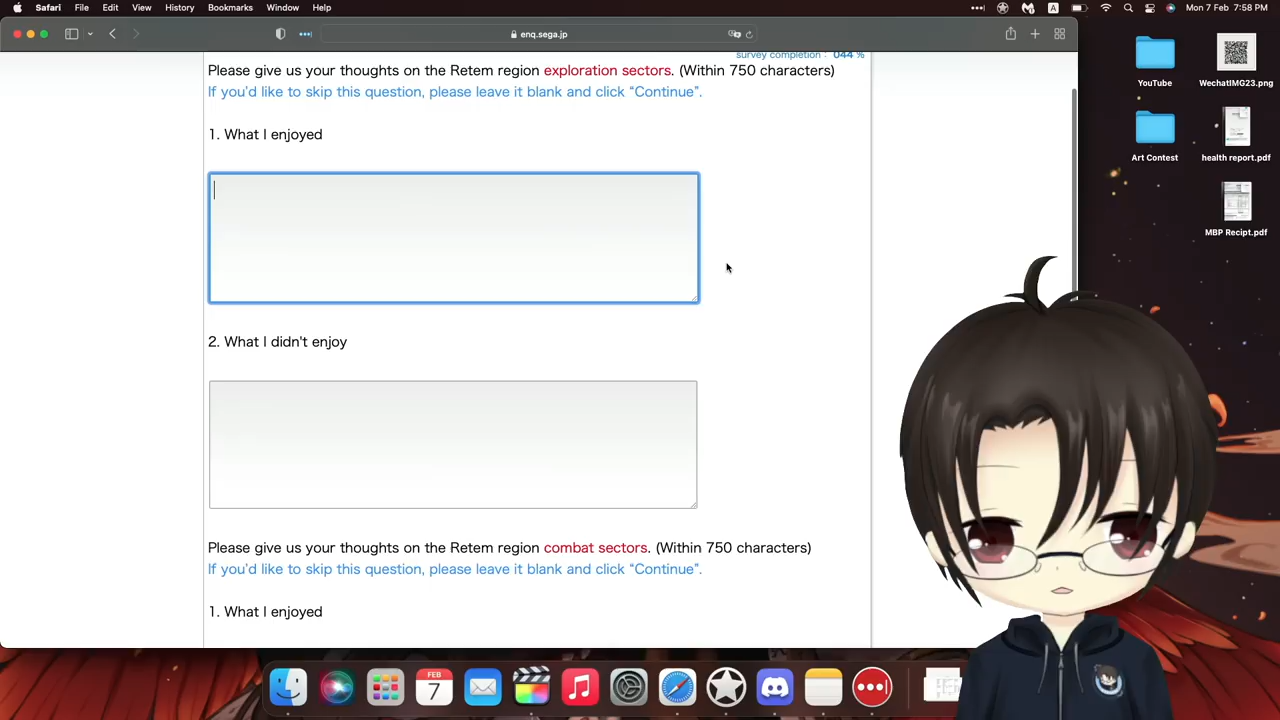 Safari File Edit View History Bookmarks Window Help
A
Mon 7 Feb 7:58 PM
enq.sega.jp
survey completion : 044 %
Please give us your thoughts on the Retem region exploration sectors. (Within 750 characters)
If you'd like to skip this question, please leave it blank and click “Continue”.
1. What I enjoyed
2. What I didn't enjoy
Please give us your thoughts on the Retem region combat sectors. (Within 750 characters)
If you'd like to skip this question, please leave it blank and click “Continue”.
1. What I enjoyed
YouTube
WechatIMG23.png
Art Contest
health report.pdf
MBP Recipt.pdf
FEB
7